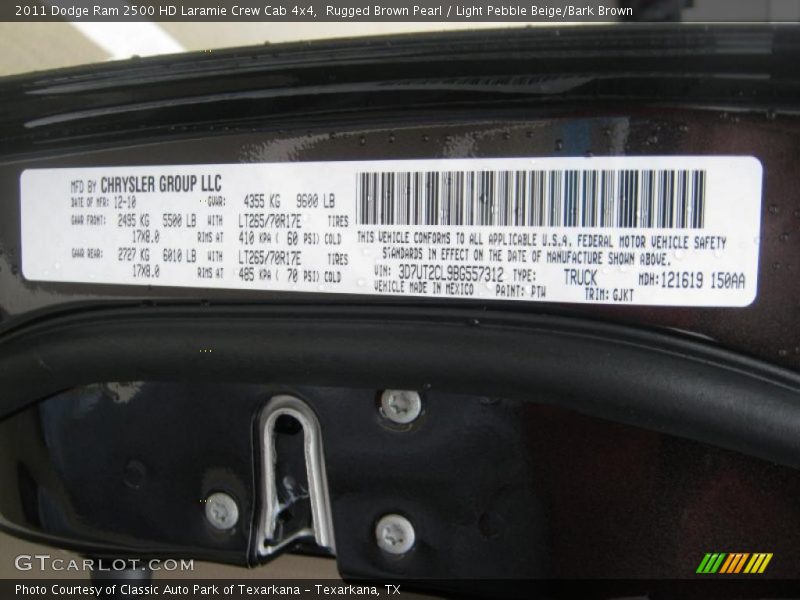 2011 Dodge Ram 2500 HD Laramie Crew Cab 4x4, Rugged Brown Pearl / Light Pebble Beige/Bark Brown
MFD BY CHRYSLER GROUP LLC
DATE OF MFR: 12-10 GVWR: 4355 KG 9600 LB
GAWR FRONT: 2495 KG 5500 LB WITH LT265/70R17E TIRES
17X8.0 RIMS AT 410 KPA ( 60 PSI) COLD
GAWR REAR: 2727 KG 6010 LB WITH LT265/70R17E TIRES
17X8.0 RIMS AT 485 KPA ( 70 PSI) COLD
THIS VEHICLE CONFORMS TO ALL APPLICABLE U.S.A. FEDERAL MOTOR VEHICLE SAFETY
STANDARDS IN EFFECT ON THE DATE OF MANUFACTURE SHOWN ABOVE.
VIN: 3D7UT2CL9BG557312 TYPE: TRUCK MDH: 121619 150AA
VEHICLE MADE IN MEXICO PAINT: PTW TRIM: GJKT
GTCARLOT.COM
Photo Courtesy of Classic Auto Park of Texarkana - Texarkana, TX